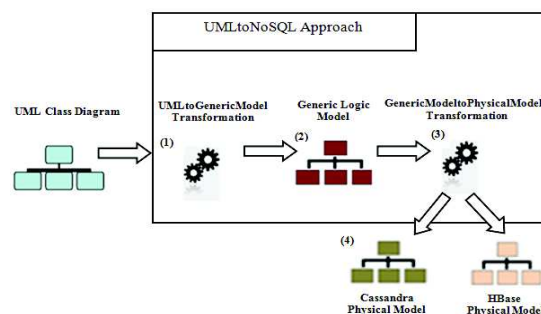 UMLtoNoSQL Approach
UML Class Diagram
UMLtoGenericModel
Transformation
(1)
Generic Logic
Model
(2)
GenericModeltoPhysicalModel
Transformation
(3)
(4)
Cassandra
Physical Model
HBase
Physical Model